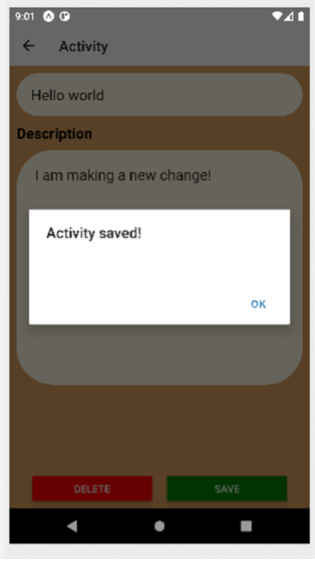 9:01
Activity
Hello world
Description
I am making a new change!
Activity saved!
OK
DELETE
SAVE